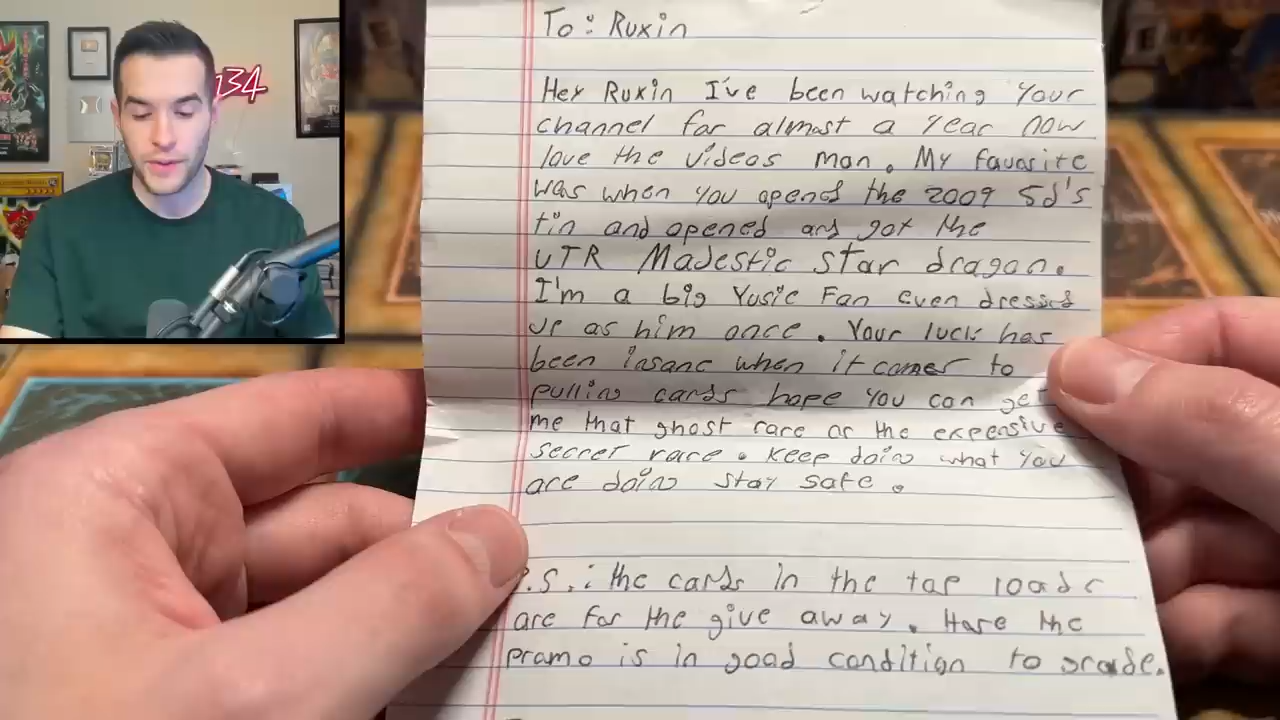 To: Ruxin
Hey Ruxin I've been watching your
channel for almost a year now
love the videos man. My favorite
was when you opend the 2009 5d's
tin and opened and got the
UTR Madestic Star dragon.
I'm a big Yusie Fan even dressed
up as him once. Your luck has
been insane when it comes to
pulling cards hope you can get
me that ghost rare or the expensive
secret rare. Keep doin what you
are doin stay safe.
P.S.: the cards in the top loade
are for the give away. Hope the
promo is in good condition to grade.
134